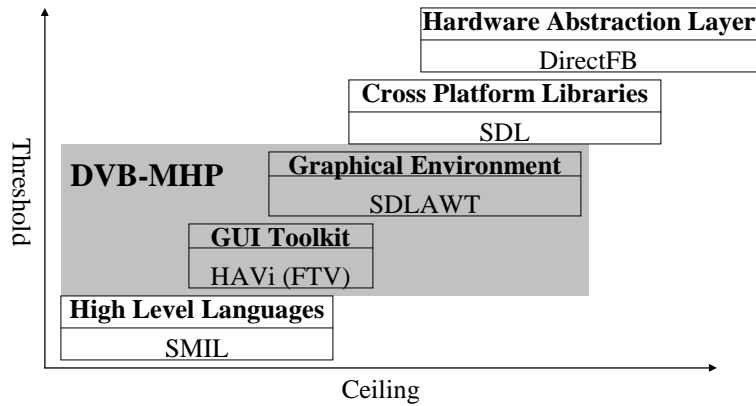 Hardware Abstraction Layer
DirectFB
Cross Platform Libraries
SDL
DVB-MHP
Graphical Environment
SDLAWT
GUI Toolkit
HAVi (FTV)
High Level Languages
SMIL
Threshold
Ceiling